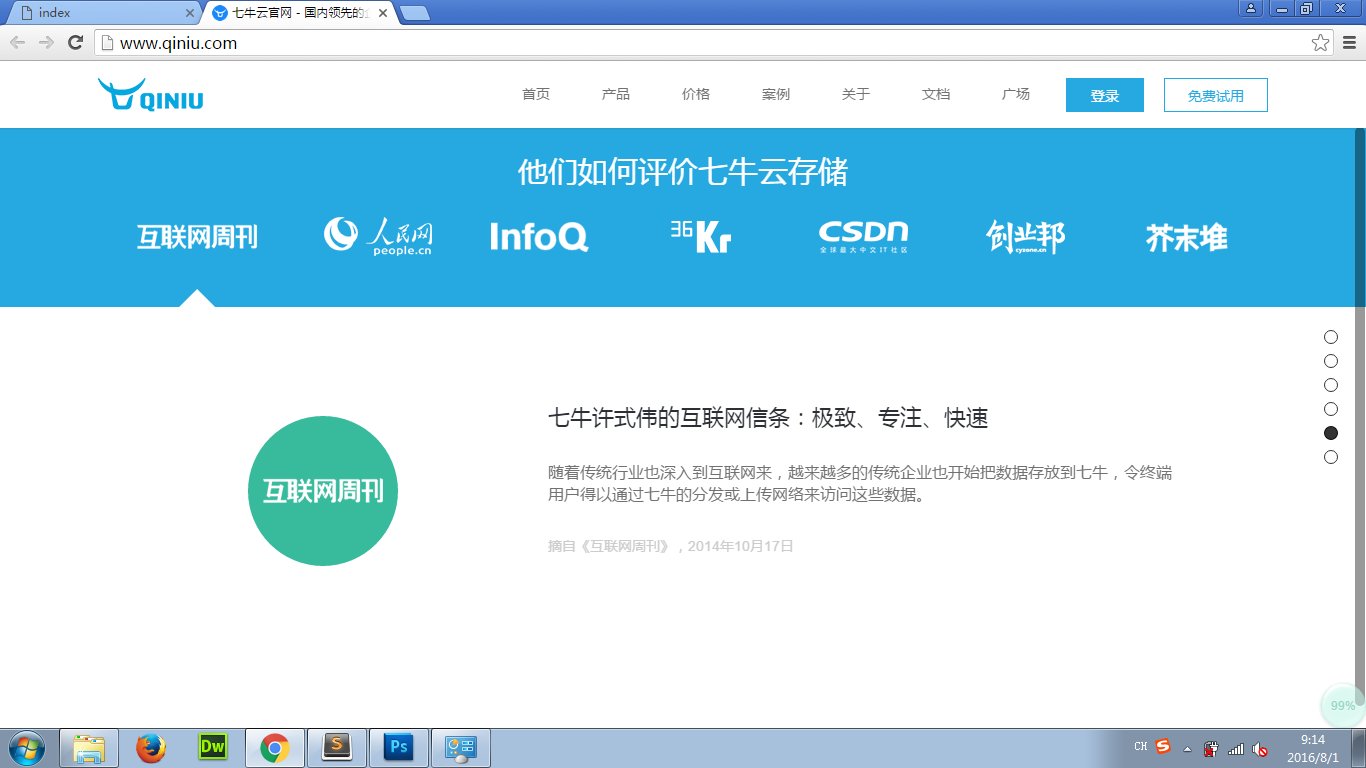 index
七牛云官网 - 国内领先的企
www.qiniu.com
QINIU
首页
产品
价格
案例
关于
文档
广场
登录
免费试用
他们如何评价七牛云存储
互联网周刊
人民网
people.cn
InfoQ
36Kr
CSDN
全球最大中文IT社区
创业邦
cyzone.cn
芥末堆
七牛许式伟的互联网信条：极致、专注、快速
互联网周刊
随着传统行业也深入到互联网来，越来越多的传统企业也开始把数据存放到七牛，令终端
用户得以通过七牛的分发或上传网络来访问这些数据。
摘自《互联网周刊》，2014年10月17日
99%
Dw
S
Ps
CH
S
9:14
2016/8/1